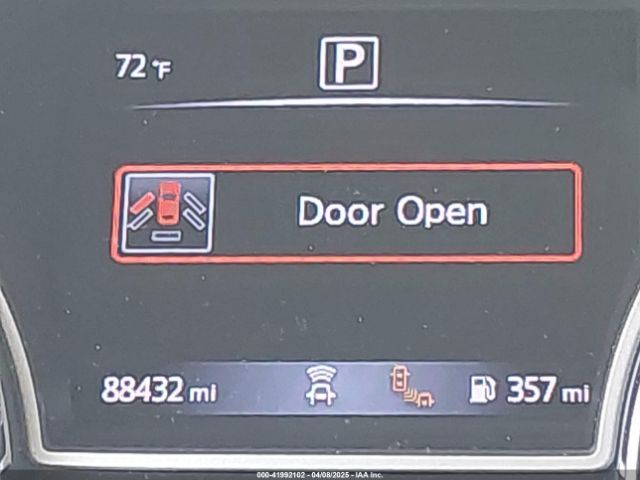 72 °F
P
Door Open
88432 mi
357 mi
000-41992102 - 04/08/2025 - IAA Inc.